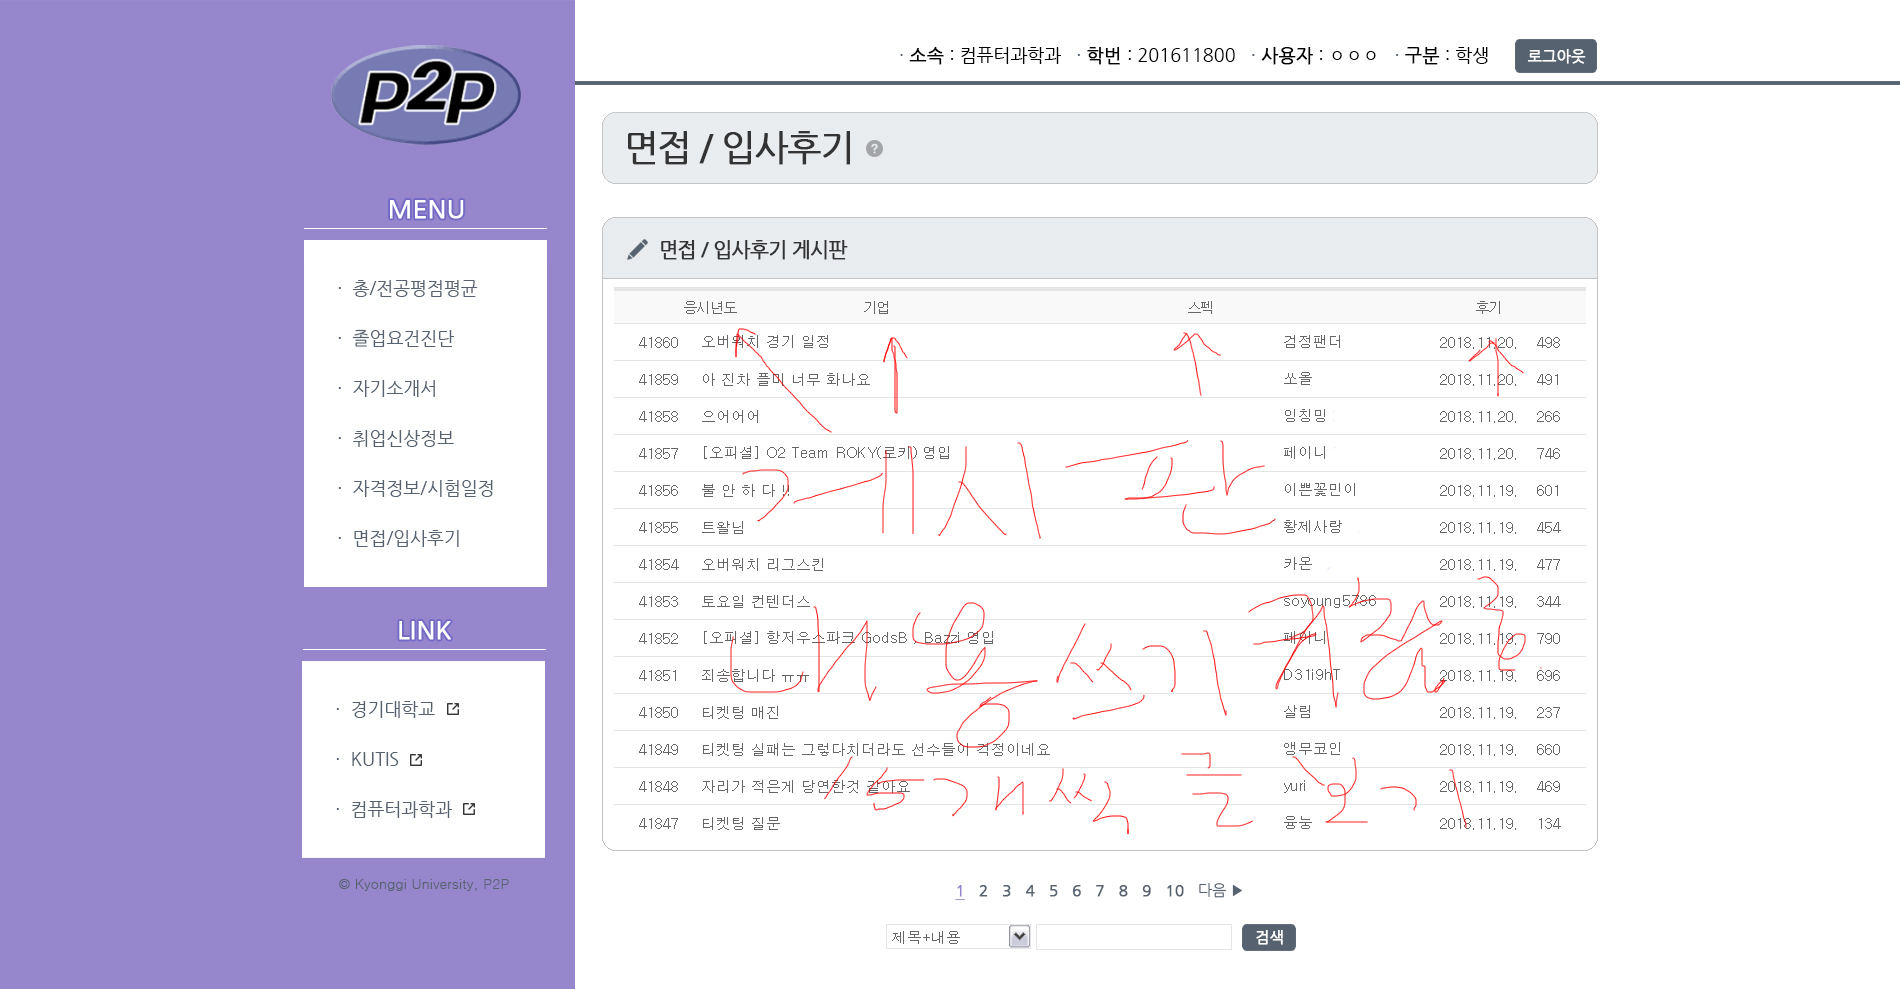 p2p
· 소속 : 컴퓨터과학과 · 학번 : 201611800 · 사용자 : ㅇㅇㅇ · 구분 : 학생 로그아웃
MENU
· 총/전공평점평균
· 졸업요건진단
· 자기소개서
· 취업신상정보
· 자격정보/시험일정
· 면접/입사후기
LINK
· 경기대학교
· KUTIS
· 컴퓨터과학과
© Kyonggi University, P2P
면접 / 입사후기 ?
면접 / 입사후기 게시판
응시년도 기업 스펙 후기
41860 오버워치 경기 일정 검정팬더 2018.11.20. 498
41859 아 진차 플미 너무 화나요 쏘올 2018.11.20. 491
41858 으어어어 잉칭밍 2018.11.20. 266
41857 [오피셜] O2 Team ROKY(로키) 영입 페이니 2018.11.20. 746
41856 불 안 하 다 !! 이쁜꽃민이 2018.11.19. 601
41855 트왈님 황제사랑 2018.11.19. 454
41854 오버워치 리그스킨 카온 2018.11.19. 477
41853 토요일 컨텐더스 soyoung5786 2018.11.19. 344
41852 [오피셜] 항저우스파크 GodsB , Bazzi 영입 페이니 2018.11.19. 790
41851 죄송합니다 ㅠㅠ D31i9hT 2018.11.19. 696
41850 티켓팅 매진 살림 2018.11.19. 237
41849 티켓팅 실패는 그렇다치더라도 선수들이 걱정이네요 앵무코인 2018.11.19. 660
41848 자리가 적은게 당연한것 같아요 yuri 2018.11.19. 469
41847 티켓팅 질문 융눙 2018.11.19. 134
게시판
내용쓰기
글보기
1 2 3 4 5 6 7 8 9 10 다음 ▶
제목+내용 검색